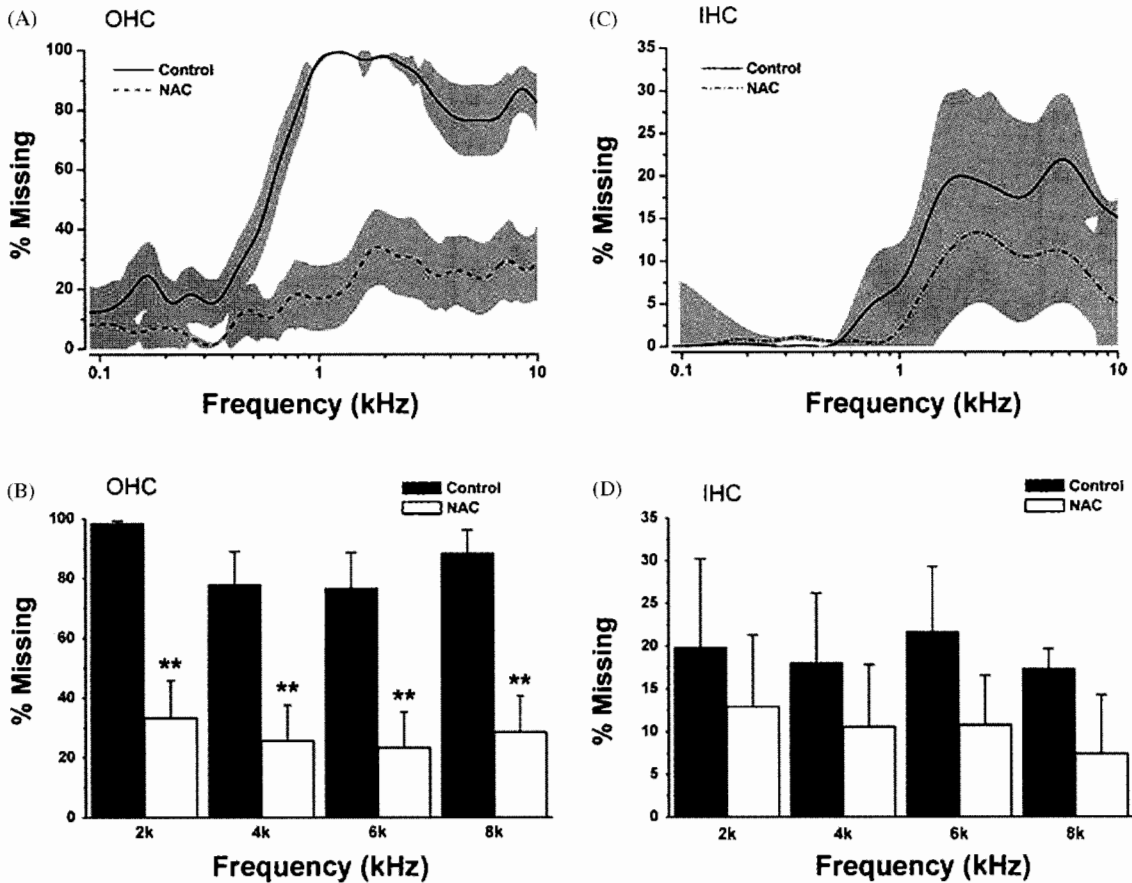 (A) OHC
Control
NAC
100
80
60
40
20
0
% Missing
0.1 1 10
Frequency (kHz)
(C) IHC
Control
NAC
35
30
25
20
15
10
5
0
% Missing
0.1 1 10
Frequency (kHz)
(B) OHC
Control
NAC
100
80
60
40
20
0
% Missing
** ** ** **
2k 4k 6k 8k
Frequency (kHz)
(D) IHC
Control
NAC
35
30
25
20
15
10
5
0
% Missing
2k 4k 6k 8k
Frequency (kHz)